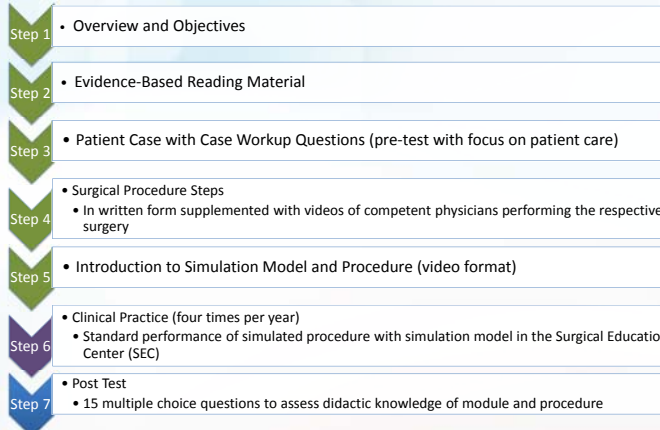 Step 1
• Overview and Objectives
Step 2
• Evidence-Based Reading Material
Step 3
• Patient Case with Case Workup Questions (pre-test with focus on patient care)
Step 4
• Surgical Procedure Steps
• In written form supplemented with videos of competent physicians performing the respective
surgery
Step 5
• Introduction to Simulation Model and Procedure (video format)
Step 6
• Clinical Practice (four times per year)
• Standard performance of simulated procedure with simulation model in the Surgical Educatio
Center (SEC)
Step 7
• Post Test
• 15 multiple choice questions to assess didactic knowledge of module and procedure